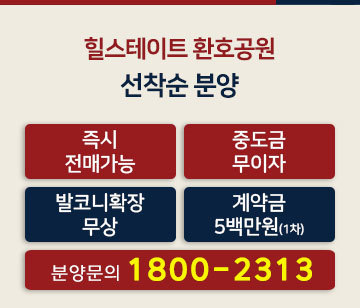 힐스테이트 환호공원
선착순 분양
즉시
전매가능
중도금
무이자
발코니확장
무상
계약금
5백만원(1차)
분양문의 1800-2313